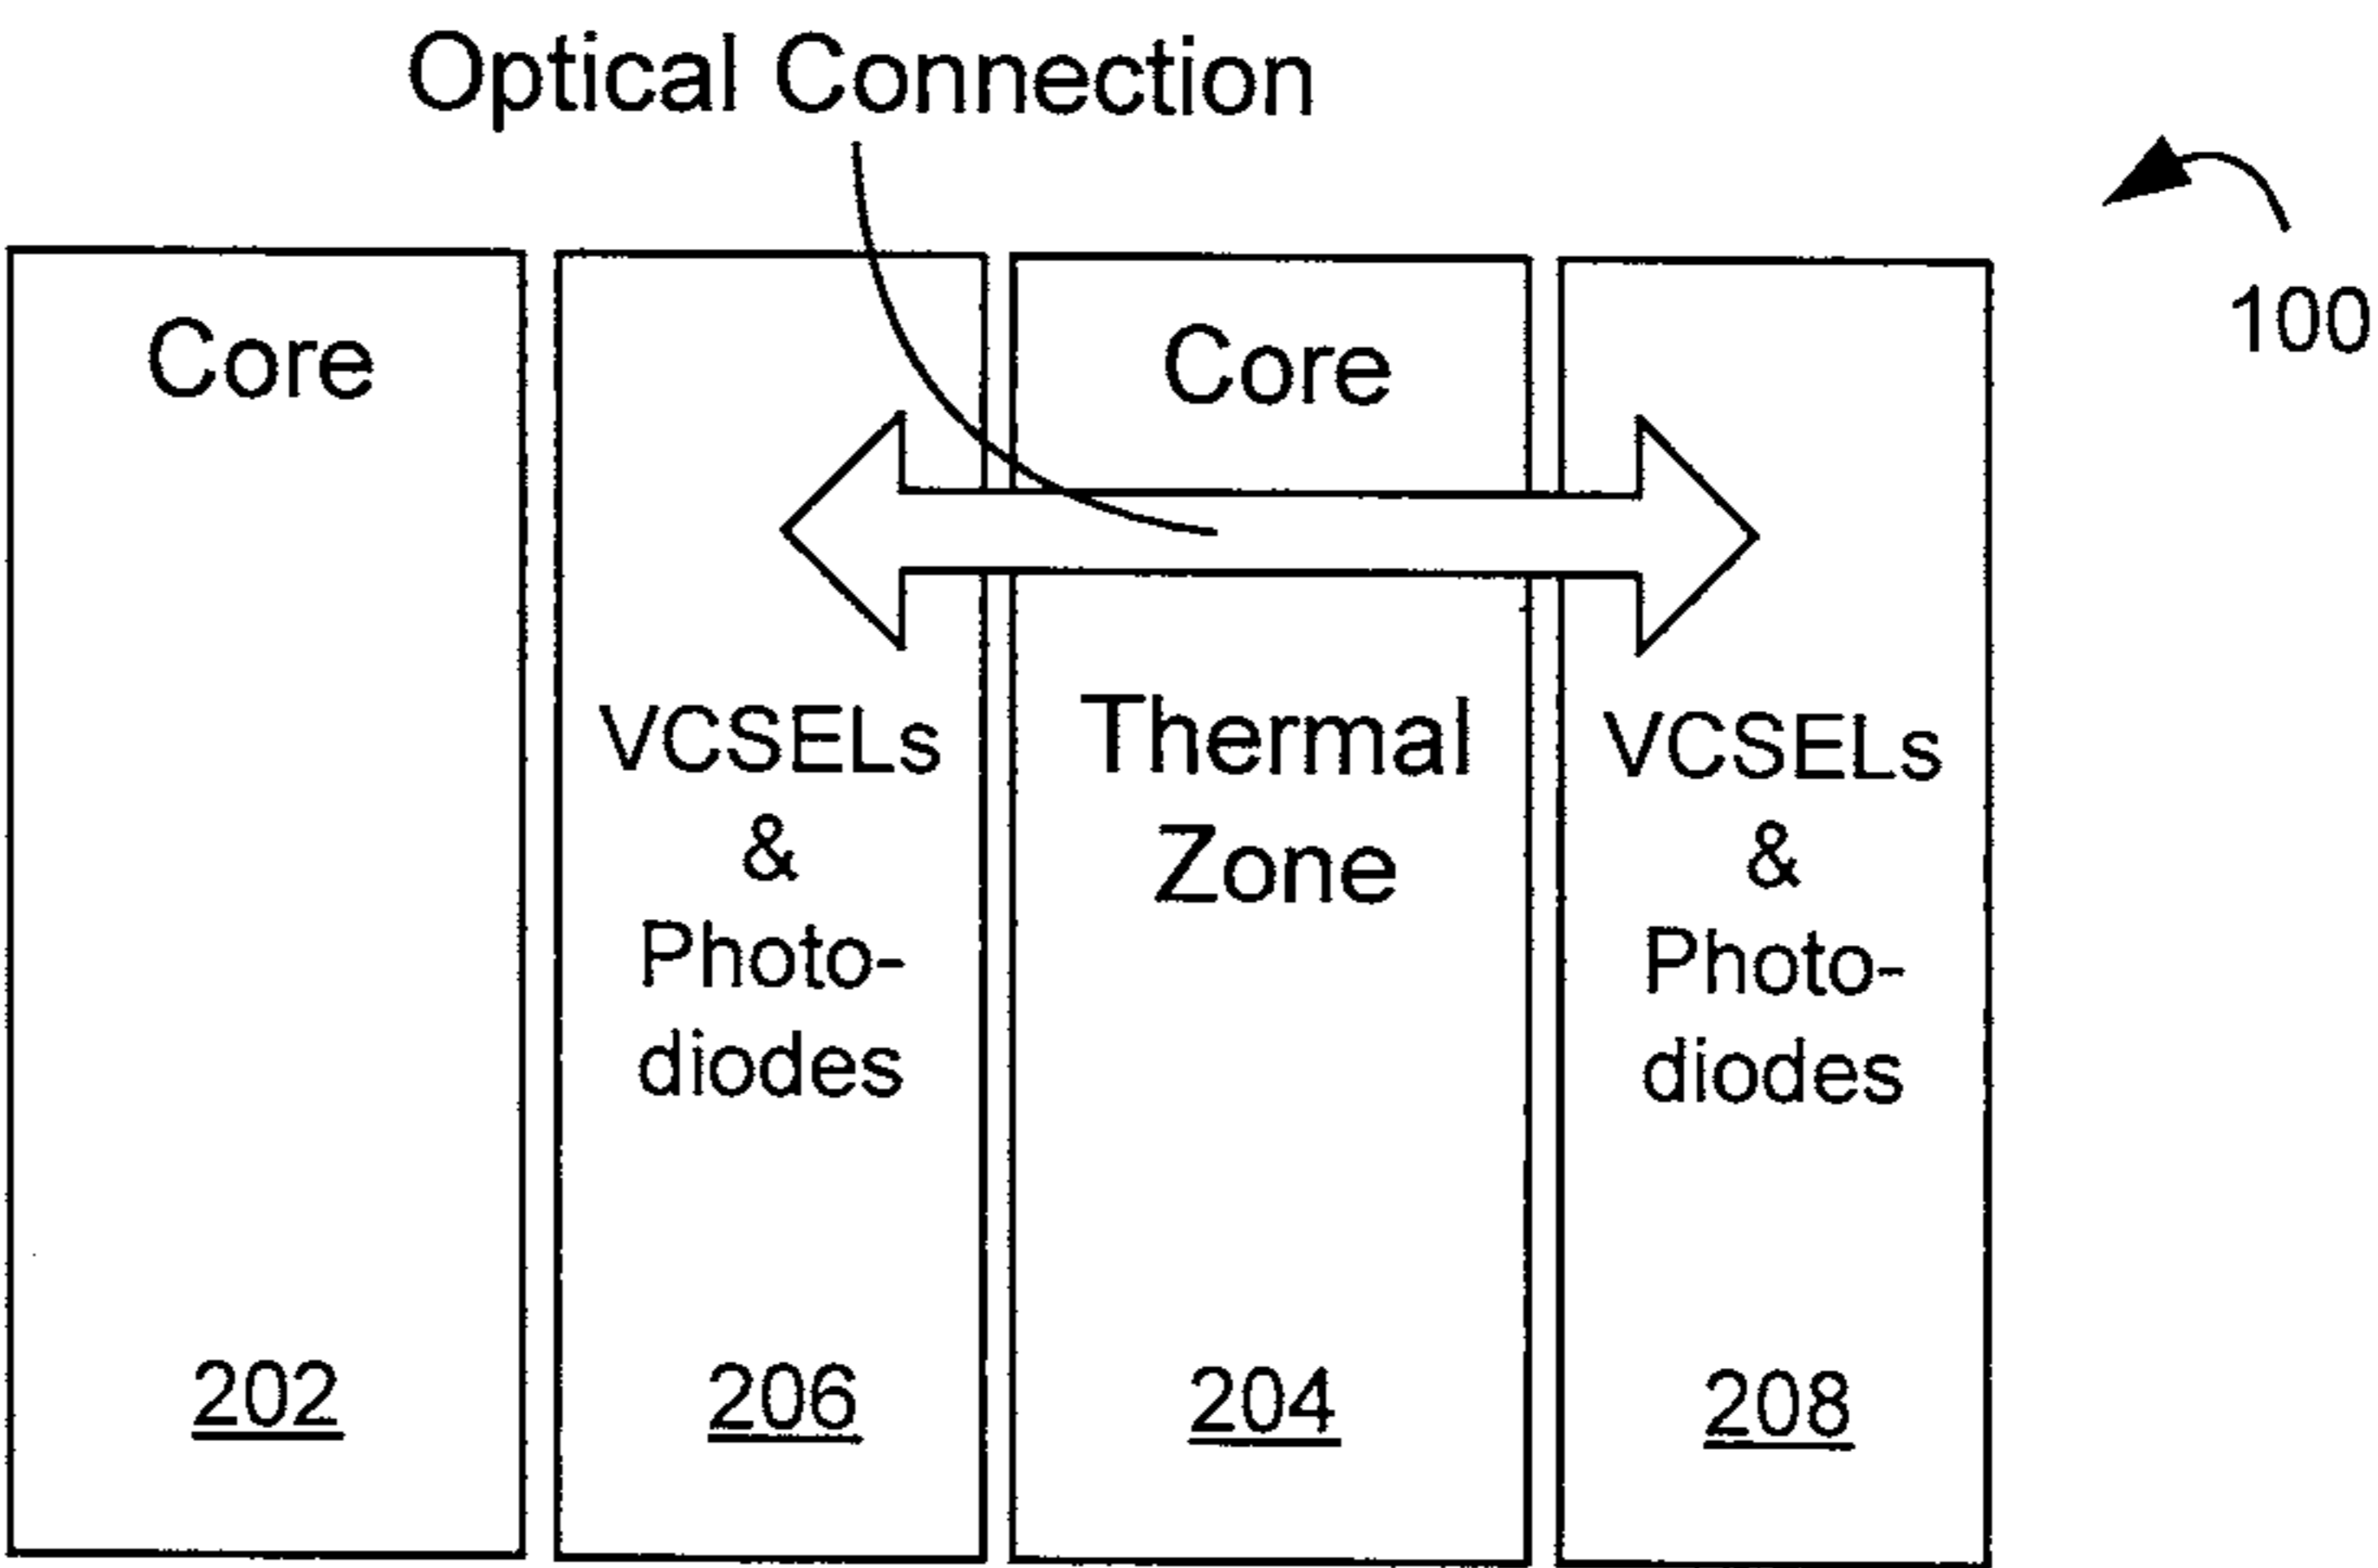 Optical Connection
100
Core
202
VCSELs
&
Photo-
diodes
206
Core
Thermal
Zone
204
VCSELs
&
Photo-
diodes
208